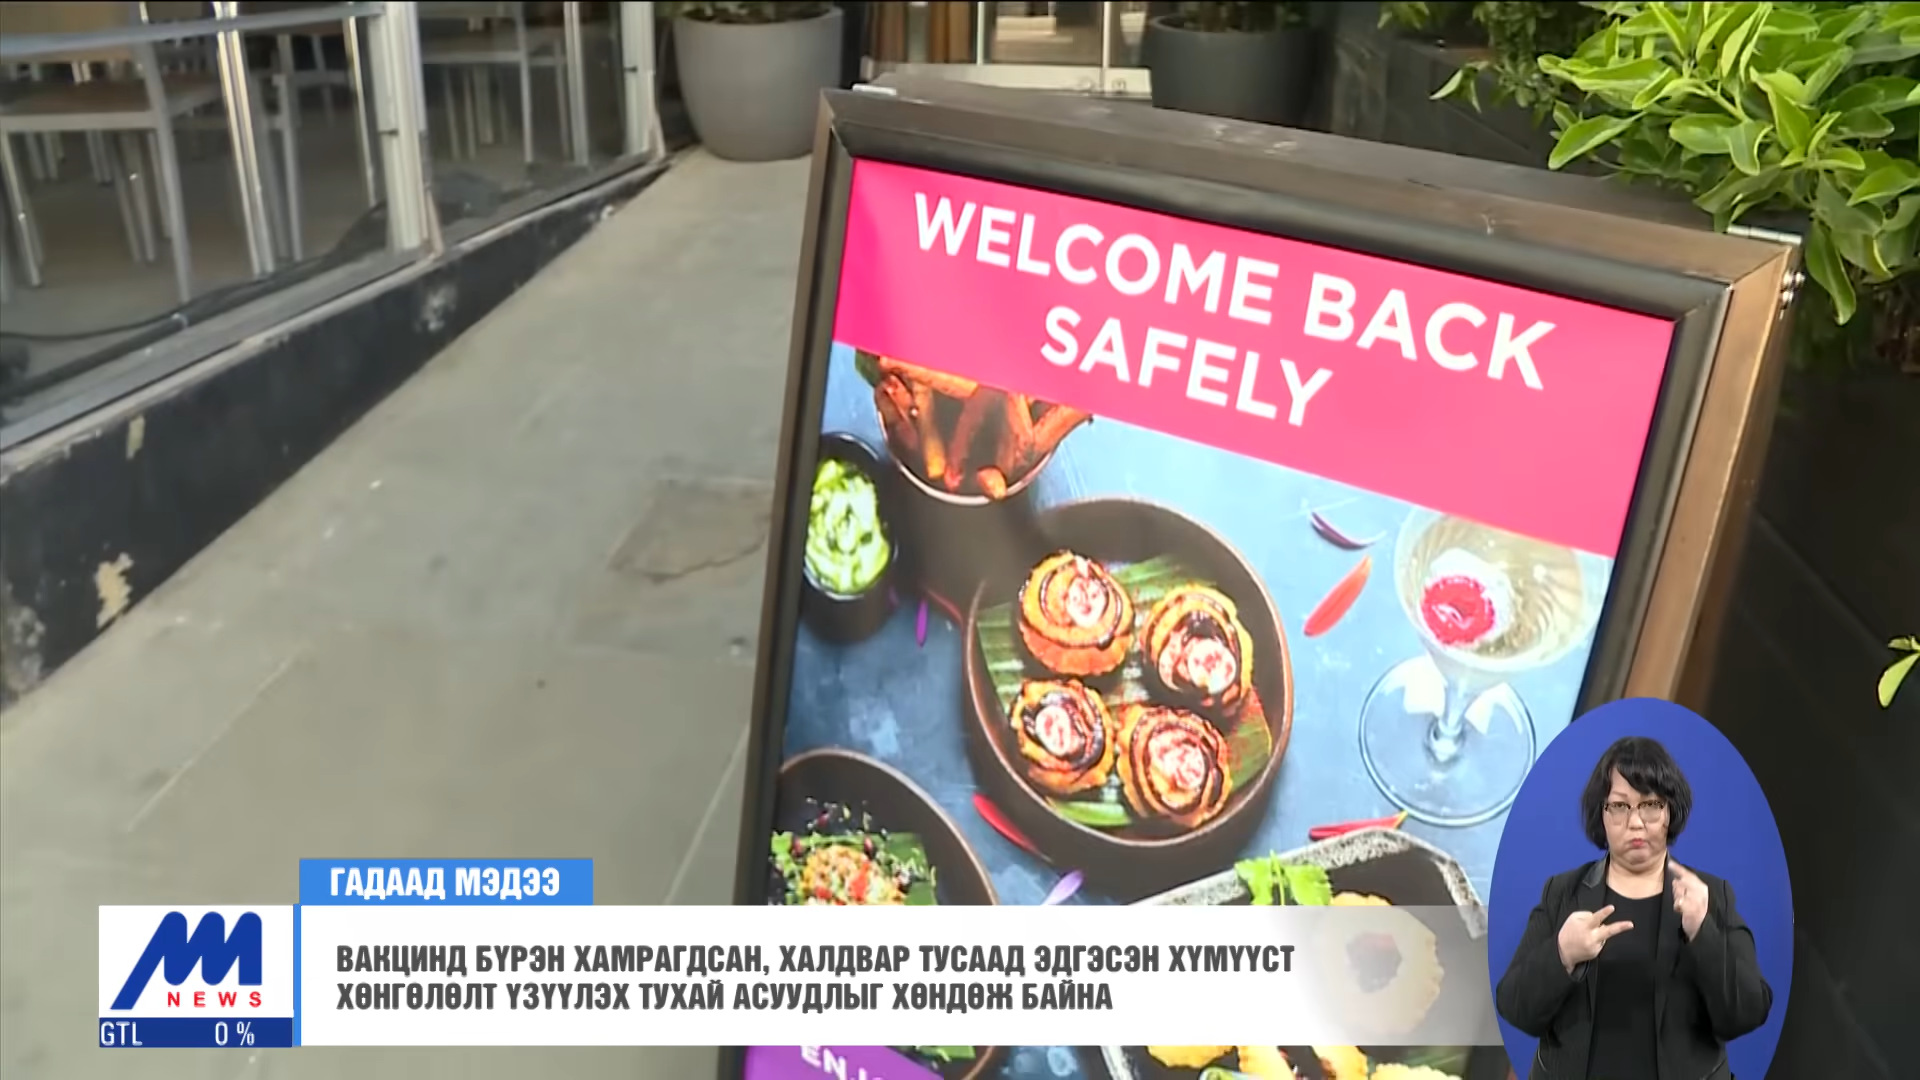 WELCOME BACK
SAFELY
ГАДААД МЭДЭЭ
ВАКЦИНД БҮРЭН ХАМРАГДСАН, ХАЛДВАР ТУСААД ЭДГЭСЭН ХҮМҮҮСТ
ХӨНГӨЛӨЛТ ҮЗҮҮЛЭХ ТУХАЙ АСУУДЛЫГ ХӨНДӨЖ БАЙНА
NEWS
GTL 0 %